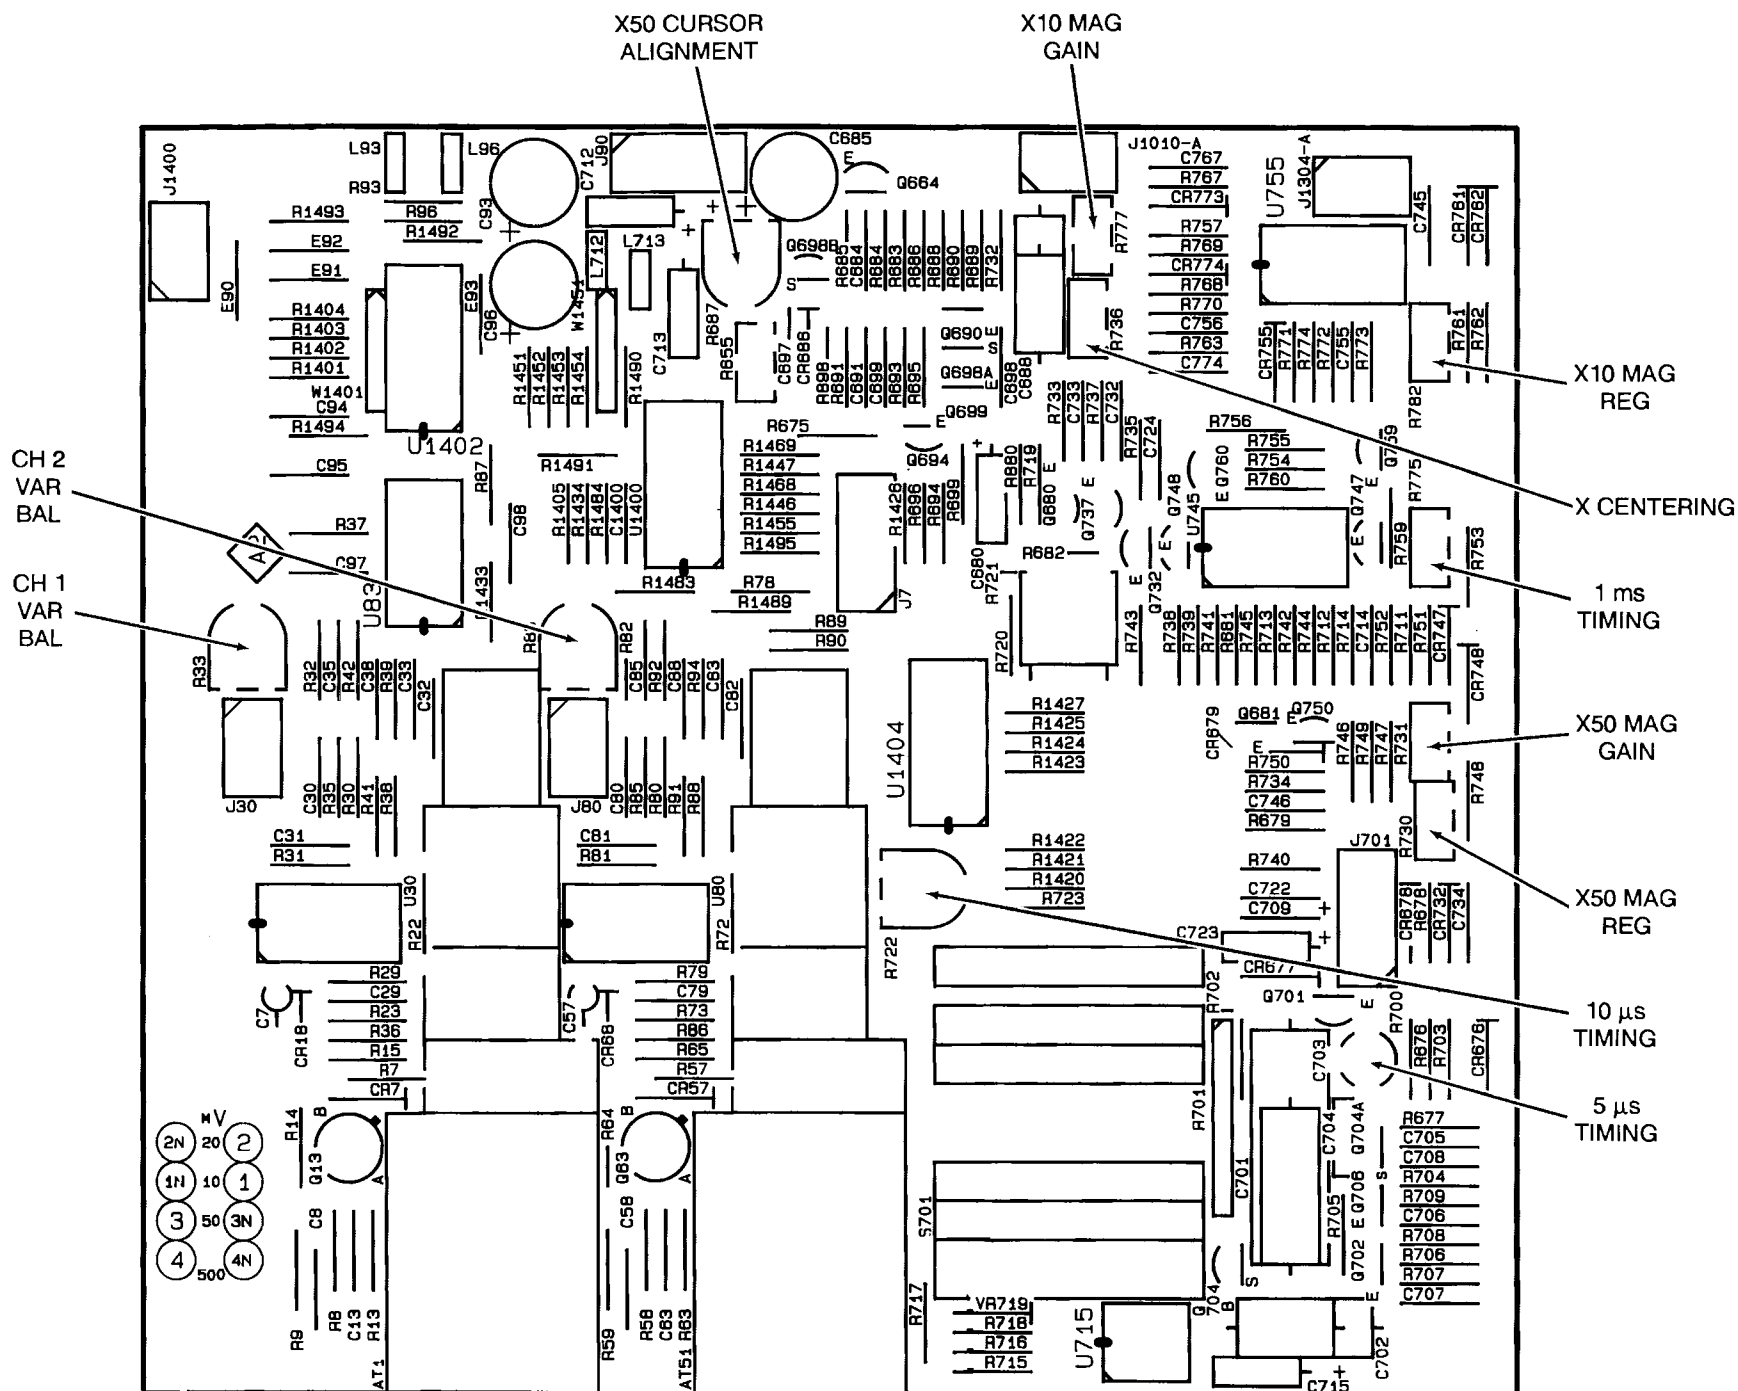 X50 CURSOR
ALIGNMENT
X10 MAG
GAIN
CH 2
VAR
BAL
CH 1
VAR
BAL
X10 MAG
REG
X CENTERING
1 ms
TIMING
X50 MAG
GAIN
X50 MAG
REG
10 µs
TIMING
5 µs
TIMING
J1400
L93
L96
R93
R96
R1492
R1493
E92
E91
E90
R1404
R1403
R1402
R1401
W1401
C94
R1494
C95
U1402
C93
C96
E93
C712
J90
L712
L713
W1451
C713
R687
R855
C697
CR686
C685
E
Q664
Q698B
S
R685
C684
R684
R683
R686
R688
R690
R689
R732
Q690
E
S
Q698A
E
C698
C688
R698
R691
C691
C699
R693
R695
Q699
E
Q694
J1010-A
R777
R736
C767
R767
CR773
R757
R769
CR774
R768
R770
C756
R763
C774
U755
J1304-A
C745
CR781
CR782
R761
R762
CR755
R771
R774
R772
C755
R773
R782
R1451
R1452
R1453
R1454
R1490
R1491
R1405
R1434
R1484
C1400
U1400
R87
C98
R37
A2
C97
U83
R1433
R1483
R78
R1489
R89
R90
R675
R1469
R1447
R1468
R1446
R1455
R1495
J7
R1426
R696
R694
R699
C680
R880
R719
E
Q680
R733
C733
R737
C732
R735
C724
E
Q737
Q748
U745
E
E
Q732
R682
R721
R720
R743
R756
R755
R754
R760
E Q760
Q759
Q747
E
R775
E
R759
R753
R738
R739
R741
R681
R745
R713
R742
R744
R712
R714
C714
R752
R711
R751
CR747
CR748
R33
R32
C35
R42
C38
R39
C33
C32
R82
C85
R92
C88
R94
C63
C82
J30
C30
R35
R30
R41
R38
J80
C80
R85
R80
R91
R88
C31
R31
C81
R81
U30
R22
U80
R72
U1404
R1427
R1425
R1424
R1423
R1422
R1421
R1420
R723
R722
CR679
Q681
E
Q750
E
R750
R734
C746
R679
R746
R749
R747
R731
R748
R730
J701
R740
C722
C709
C723
CR677
R702
Q701
E
R700
CR678
R678
CR732
C734
R29
C29
R23
R36
R15
R7
CR7
C7
CR18
R79
C79
R73
R86
R65
R57
CR57
C57
CR68
C703
R676
R703
CR676
R701
C701
C704
Q704A
Q706
E
R705
Q702
S
E
R677
C705
C708
R704
R709
C706
R708
R706
R707
C707
MV
2N
20
2
1N
10
1
3
50
3N
4
500
4N
R14
B
Q13
A
C8
R9
R8
C13
R13
AT1
R64
B
Q63
A
C58
R59
R58
C63
R63
AT51
S701
R717
VR719
R718
R716
R715
U715
Q
704
B
S
C702
C715